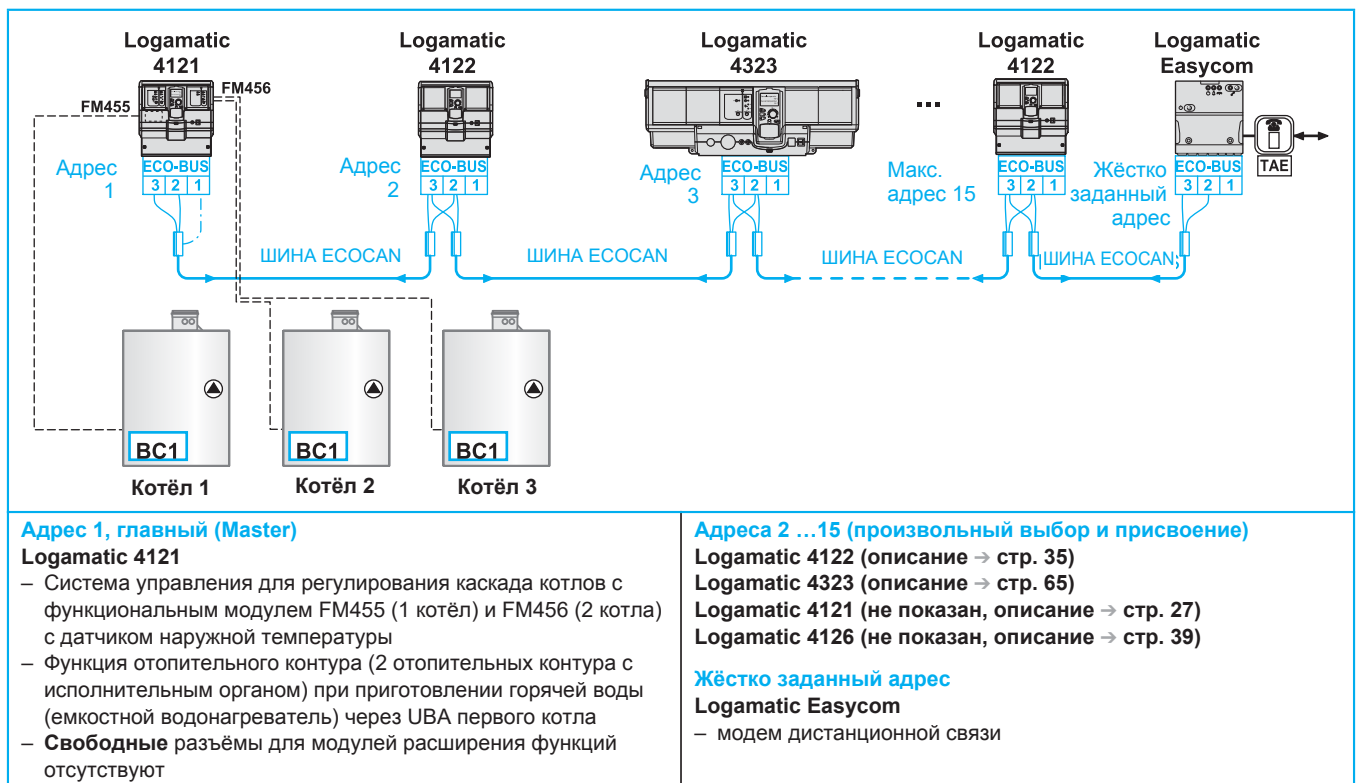 Logamatic
4121
Logamatic
4122
Logamatic
4323
Logamatic
4122
Logamatic
Easycom
FM455
FM456
...
TAE
Адрес
1
ECO-BUS
3 2 1
Адрес
2
ECO-BUS
3 2 1
Адрес
3
ECO-BUS
3 2 1
Макс.
адрес 15
ECO-BUS
3 2 1
Жёстко
заданный
адрес
ECO-BUS
3 2 1
ШИНА ECOCAN
ШИНА ECOCAN
ШИНА ECOCAN
ШИНА ECOCAN
BC1
BC1
BC1
Котёл 1
Котёл 2
Котёл 3
Адрес 1, главный (Master)
Logamatic 4121
– Система управления для регулирования каскада котлов с
функциональным модулем FM455 (1 котёл) и FM456 (2 котла)
с датчиком наружной температуры
– Функция отопительного контура (2 отопительных контура с
исполнительным органом) при приготовлении горячей воды
(емкостной водонагреватель) через UBA первого котла
– Свободные разъёмы для модулей расширения функций
отсутствуют
Адреса 2 …15 (произвольный выбор и присвоение)
Logamatic 4122 (описание → стр. 35)
Logamatic 4323 (описание → стр. 65)
Logamatic 4121 (не показан, описание → стр. 27)
Logamatic 4126 (не показан, описание → стр. 39)
Жёстко заданный адрес
Logamatic Easycom
– модем дистанционной связи